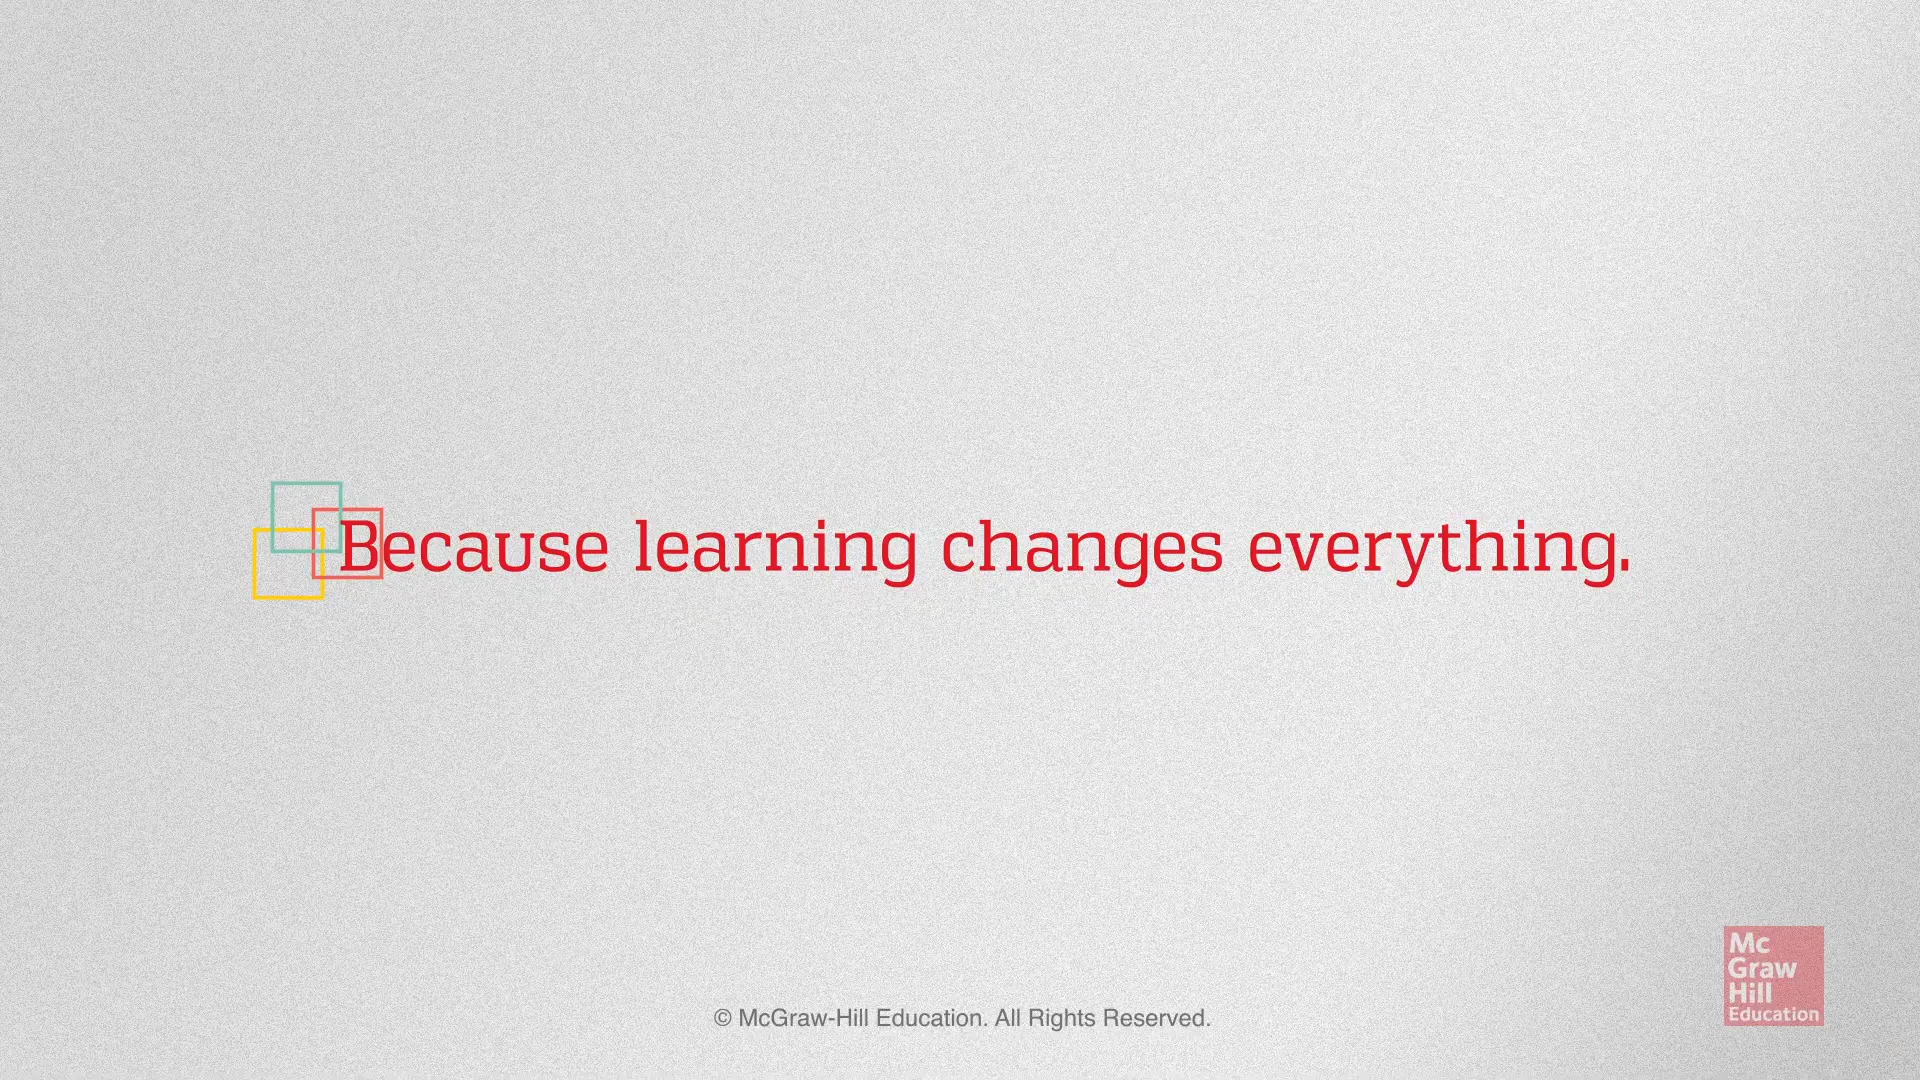 Because learning changes everything.
Mc
Graw
Hill
Education
© McGraw-Hill Education. All Rights Reserved.